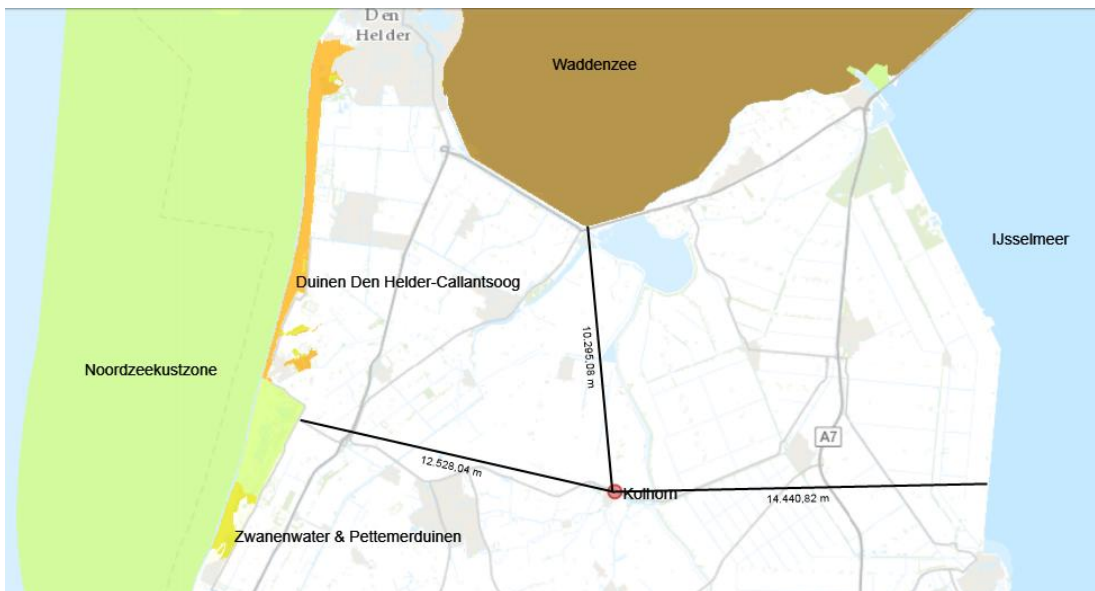 Den
Helder
Waddenzee
IJsselmeer
Duinen Den Helder-Callantsoog
10.295,08 m
Noordzeekustzone
A7
12.528,04 m
Kolhorn
14.440,82 m
Zwanenwater & Pettemerduinen